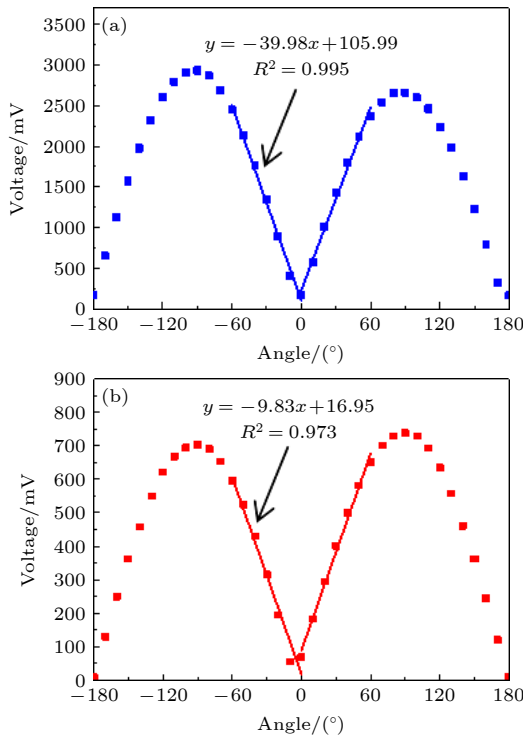 (a)
y = −39.98x+105.99
R² = 0.995
3500
3000
2500
2000
1500
1000
500
0
Voltage/mV
−180 −120 −60 0 60 120 180
Angle/(°)
(b)
y = −9.83x+16.95
R² = 0.973
900
800
700
600
500
400
300
200
100
0
Voltage/mV
−180 −120 −60 0 60 120 180
Angle/(°)